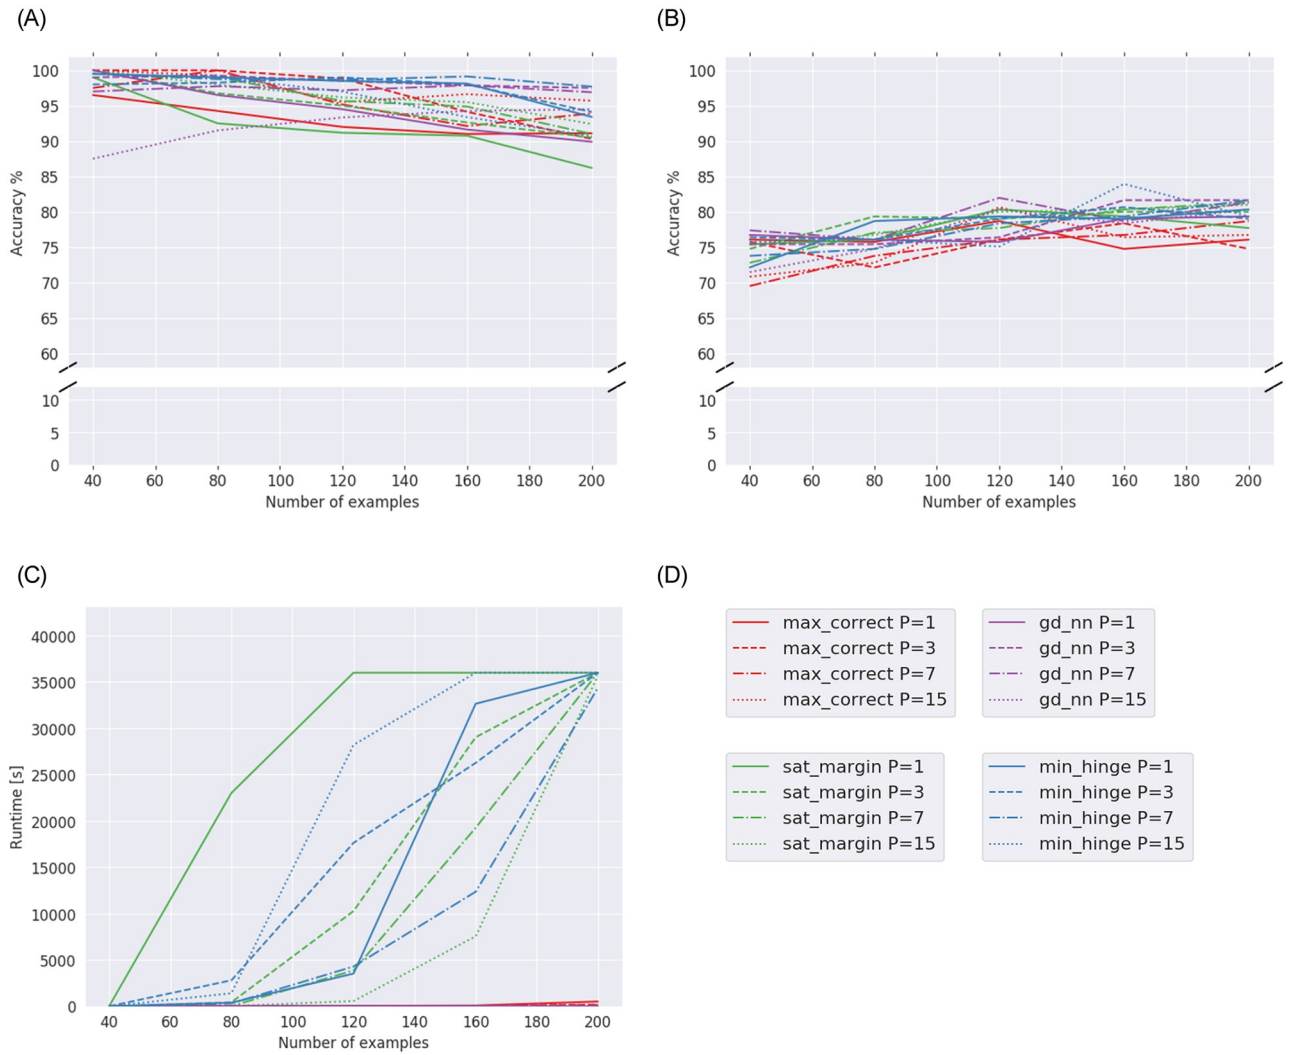 (A)
100
95
90
85
80
75
70
65
60
10
5
0
Accuracy %
40 60 80 100 120 140 160 180 200
Number of examples
(B)
100
95
90
85
80
75
70
65
60
10
5
0
Accuracy %
40 60 80 100 120 140 160 180 200
Number of examples
(C)
40000
35000
30000
25000
20000
15000
10000
5000
0
Runtime [s]
40 60 80 100 120 140 160 180 200
Number of examples
(D)
max_correct P=1
max_correct P=3
max_correct P=7
max_correct P=15
gd_nn P=1
gd_nn P=3
gd_nn P=7
gd_nn P=15
sat_margin P=1
sat_margin P=3
sat_margin P=7
sat_margin P=15
min_hinge P=1
min_hinge P=3
min_hinge P=7
min_hinge P=15